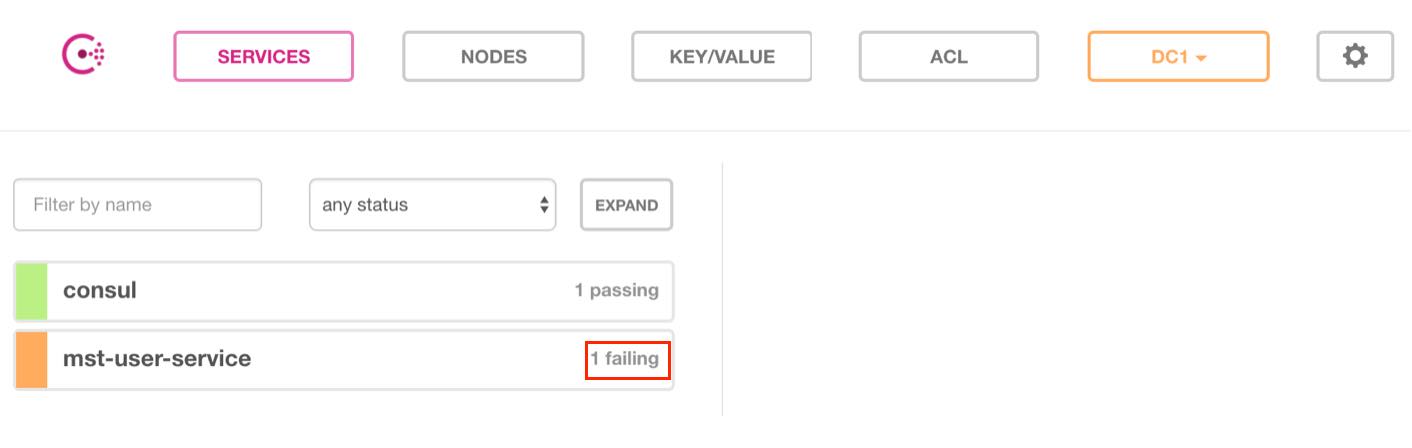 SERVICES NODES KEY/VALUE ACL DC1
Filter by name any status EXPAND
consul 1 passing
mst-user-service 1 failing